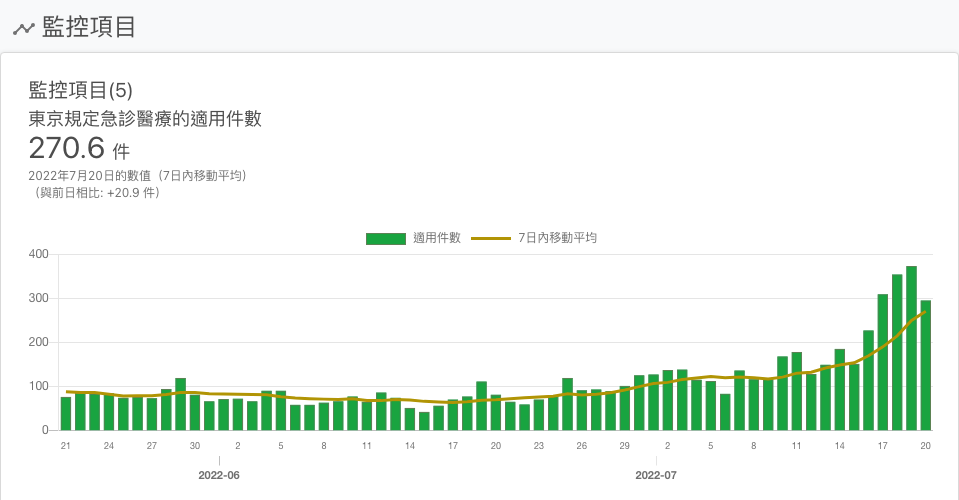 監控項目
監控項目(5)
東京規定急診醫療的適用件數
270.6 件
2022年7月20日的數值（7日內移動平均）
（與前日相比: +20.9 件）
適用件數 7日內移動平均
400
300
200
100
0
21 24 27 30 2 5 8 11 14 17 20 23 26 29 2 5 8 11 14 17 20
2022-06 2022-07